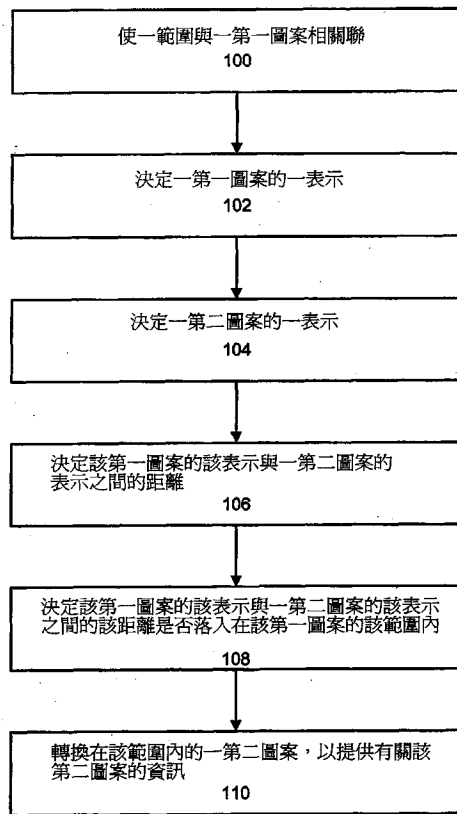 使一範圍與一第一圖案相關聯
100
決定一第一圖案的一表示
102
決定一第二圖案的一表示
104
決定該第一圖案的該表示與一第二圖案的
表示之間的距離
106
決定該第一圖案的該表示與一第二圖案的該表示
之間的該距離是否落入在該第一圖案的該範圍內
108
轉換在該範圍內的一第二圖案，以提供有關該
第二圖案的資訊
110